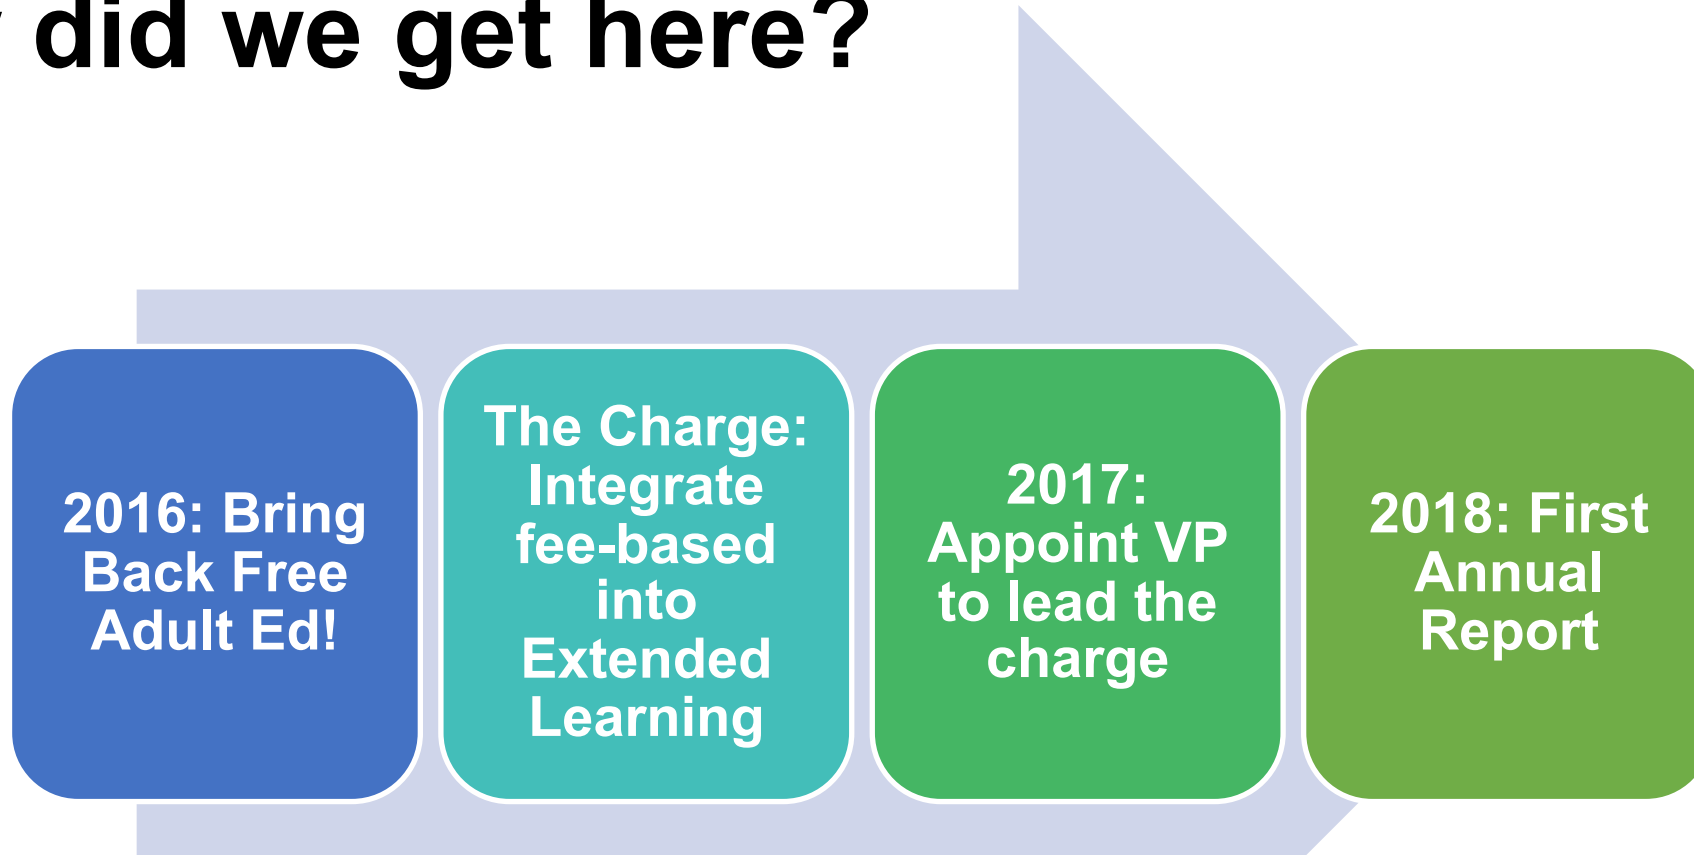 did we get here?
2016: Bring
Back Free
Adult Ed!
The Charge:
Integrate
fee-based
into
Extended
Learning
2017:
Appoint VP
to lead the
charge
2018: First
Annual
Report